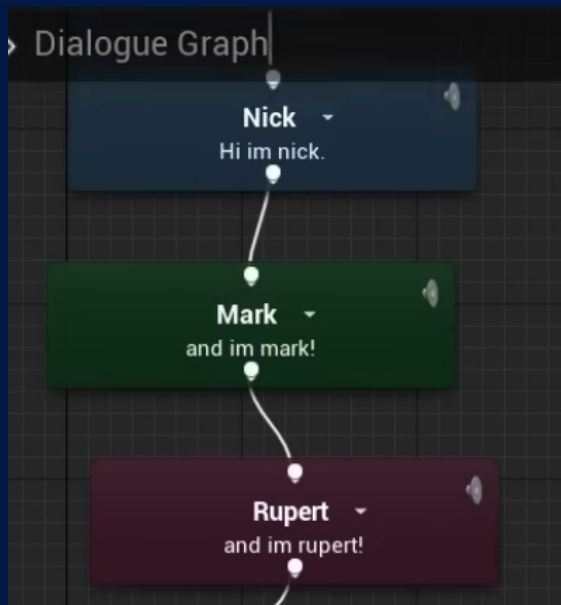 Dialogue Graph
Nick
Hi im nick.
Mark
and im mark!
Rupert
and im rupert!